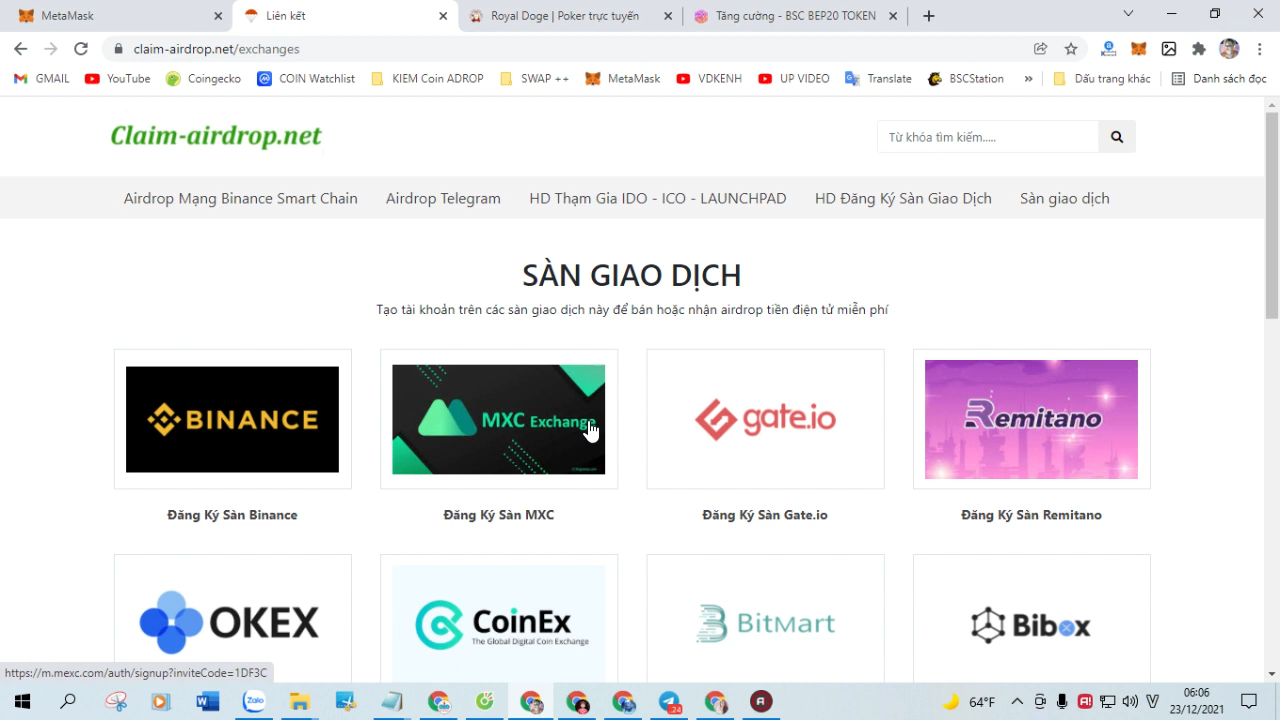 MetaMask
Liên kết
Royal Doge | Poker trực tuyến
Tăng cường - BSC BEP20 TOKEN
claim-airdrop.net/exchanges
GMAIL
YouTube
Coingecko
COIN Watchlist
KIEM Coin ADROP
SWAP ++
MetaMask
VDKENH
UP VIDEO
Translate
BSCStation
»
Dấu trang khác
Danh sách đọc
Claim-airdrop.net
Từ khóa tìm kiếm.....
Airdrop Mạng Binance Smart Chain
Airdrop Telegram
HD Thạm Gia IDO - ICO - LAUNCHPAD
HD Đăng Ký Sàn Giao Dịch
Sàn giao dịch
SÀN GIAO DỊCH
Tạo tài khoản trên các sàn giao dịch này để bán hoặc nhận airdrop tiền điện tử miễn phí
BINANCE
MXC Exchange
gate.io
Remitano
Đăng Ký Sàn Binance
Đăng Ký Sàn MXC
Đăng Ký Sàn Gate.io
Đăng Ký Sàn Remitano
OKEX
CoinEx
The Global Digital Coin Exchange
BitMart
Bibox
https://m.mexc.com/auth/signup?inviteCode=1DF3C
Zalo
24
64°F
06:06
23/12/2021